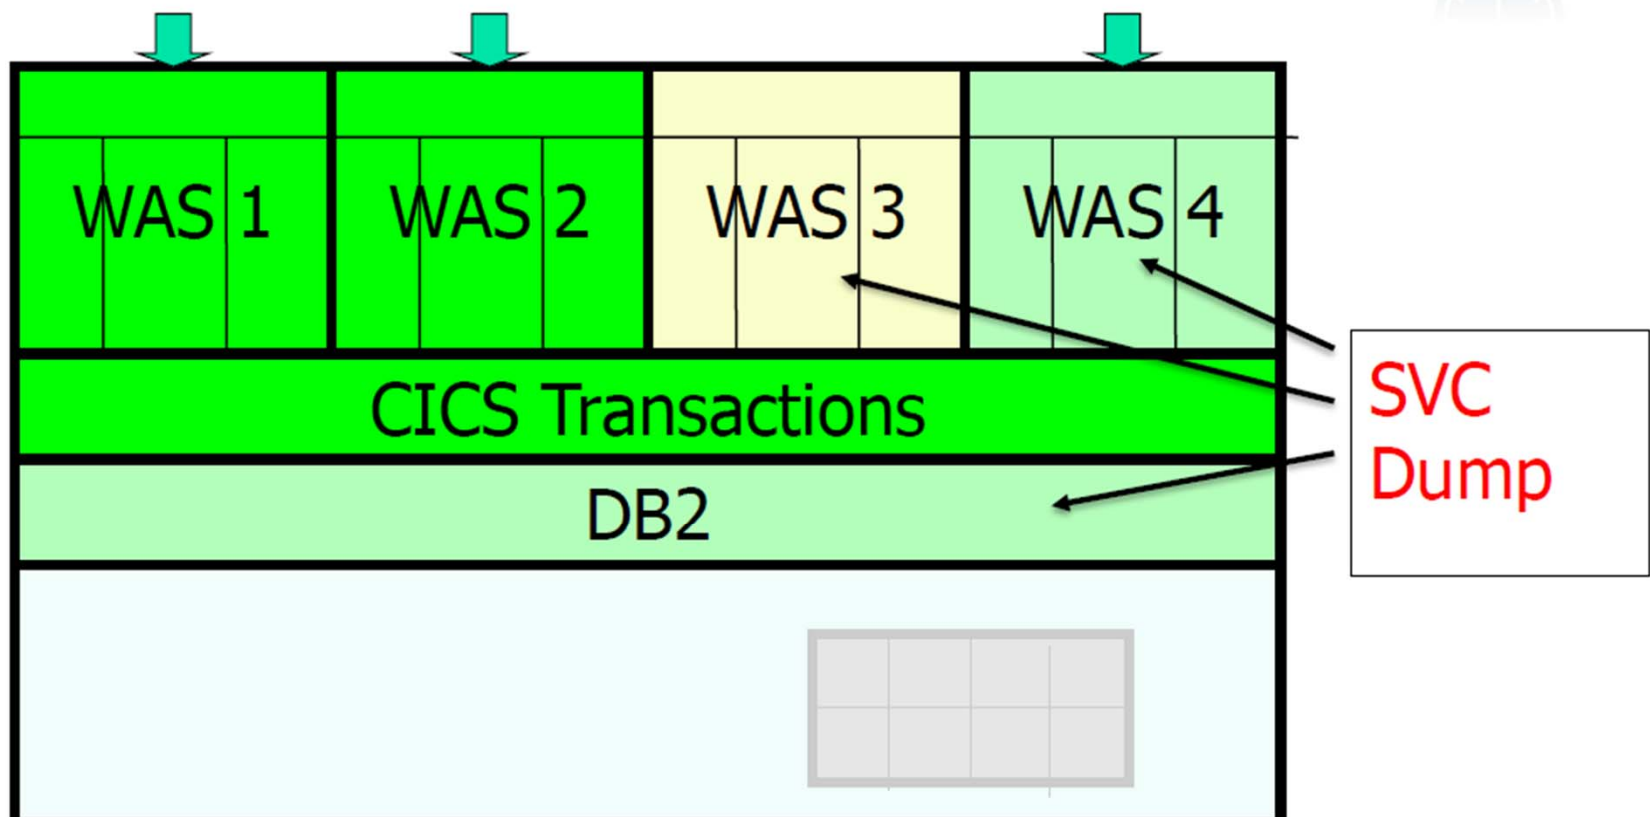 WAS 1
WAS 2
WAS 3
WAS 4
CICS Transactions
DB2
SVC
Dump